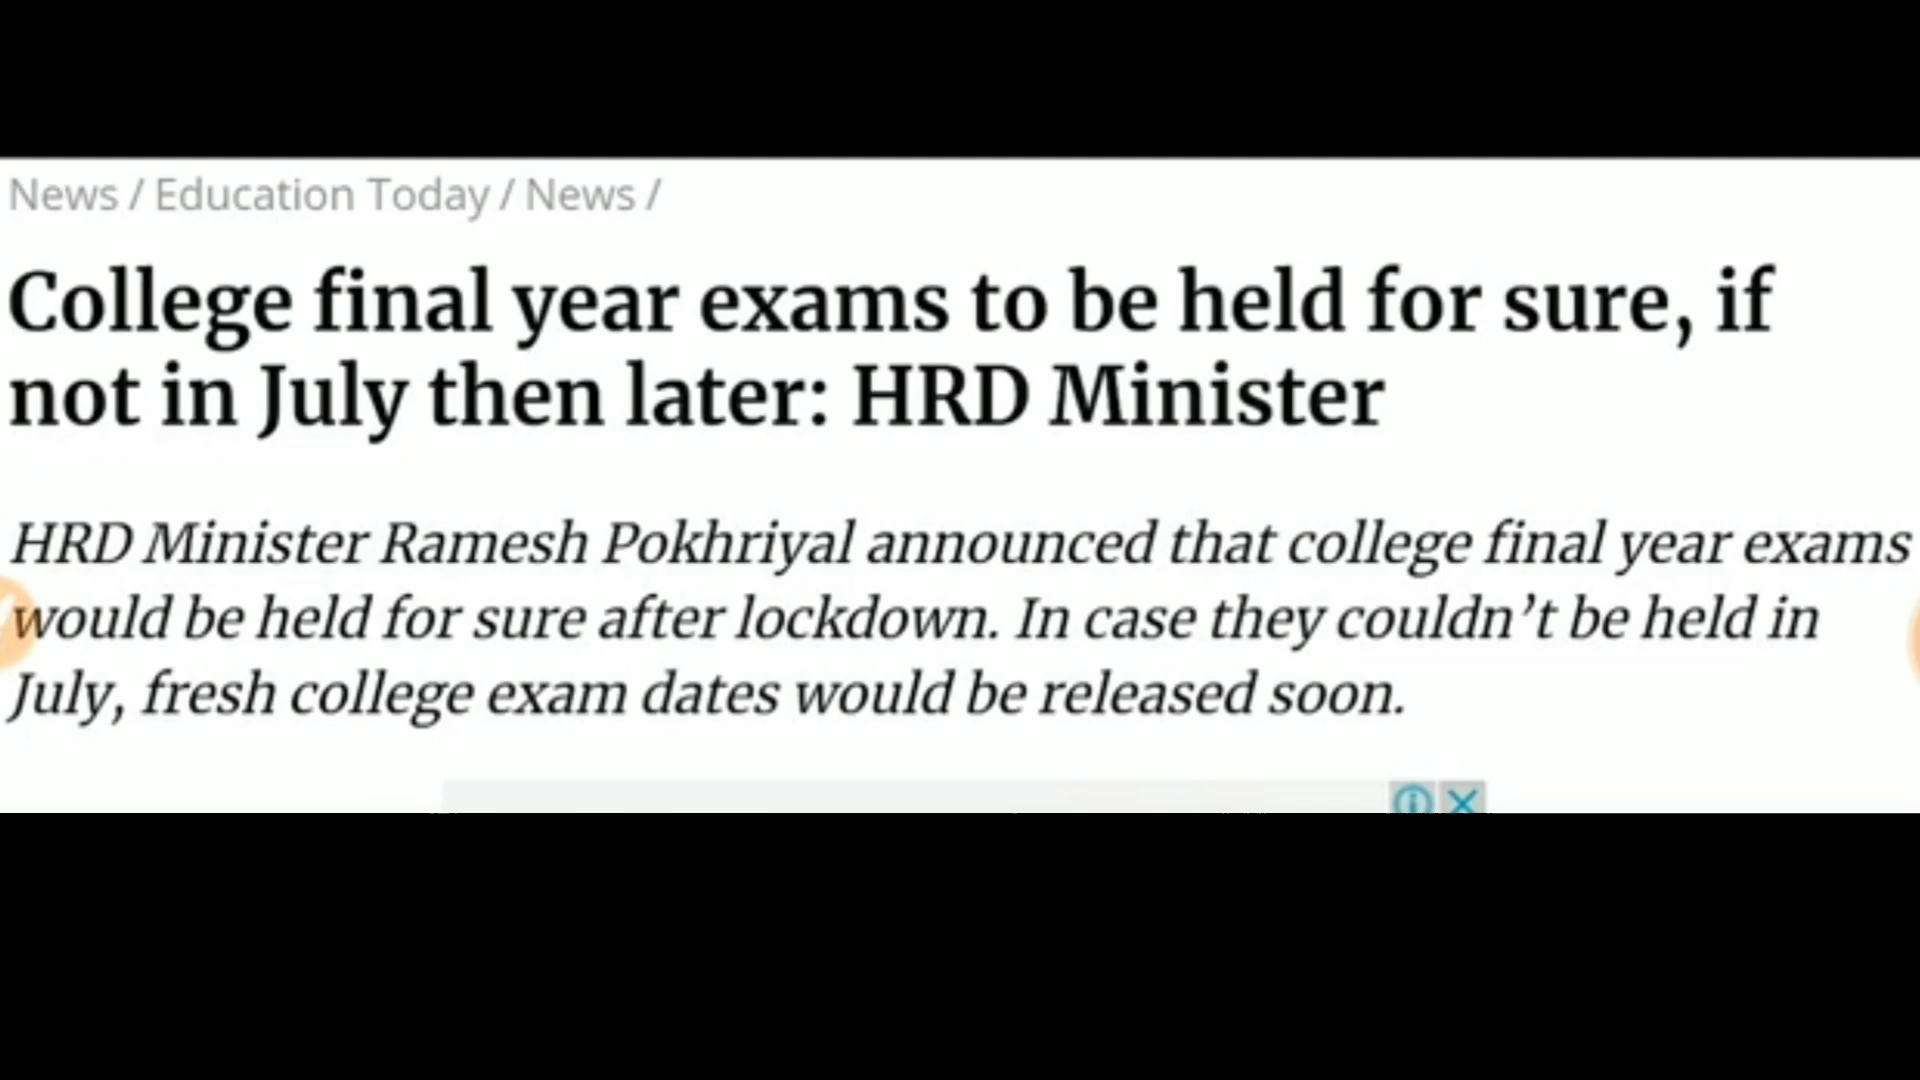 News / Education Today / News /
College final year exams to be held for sure, if
not in July then later: HRD Minister
HRD Minister Ramesh Pokhriyal announced that college final year exams
would be held for sure after lockdown. In case they couldn’t be held in
July, fresh college exam dates would be released soon.